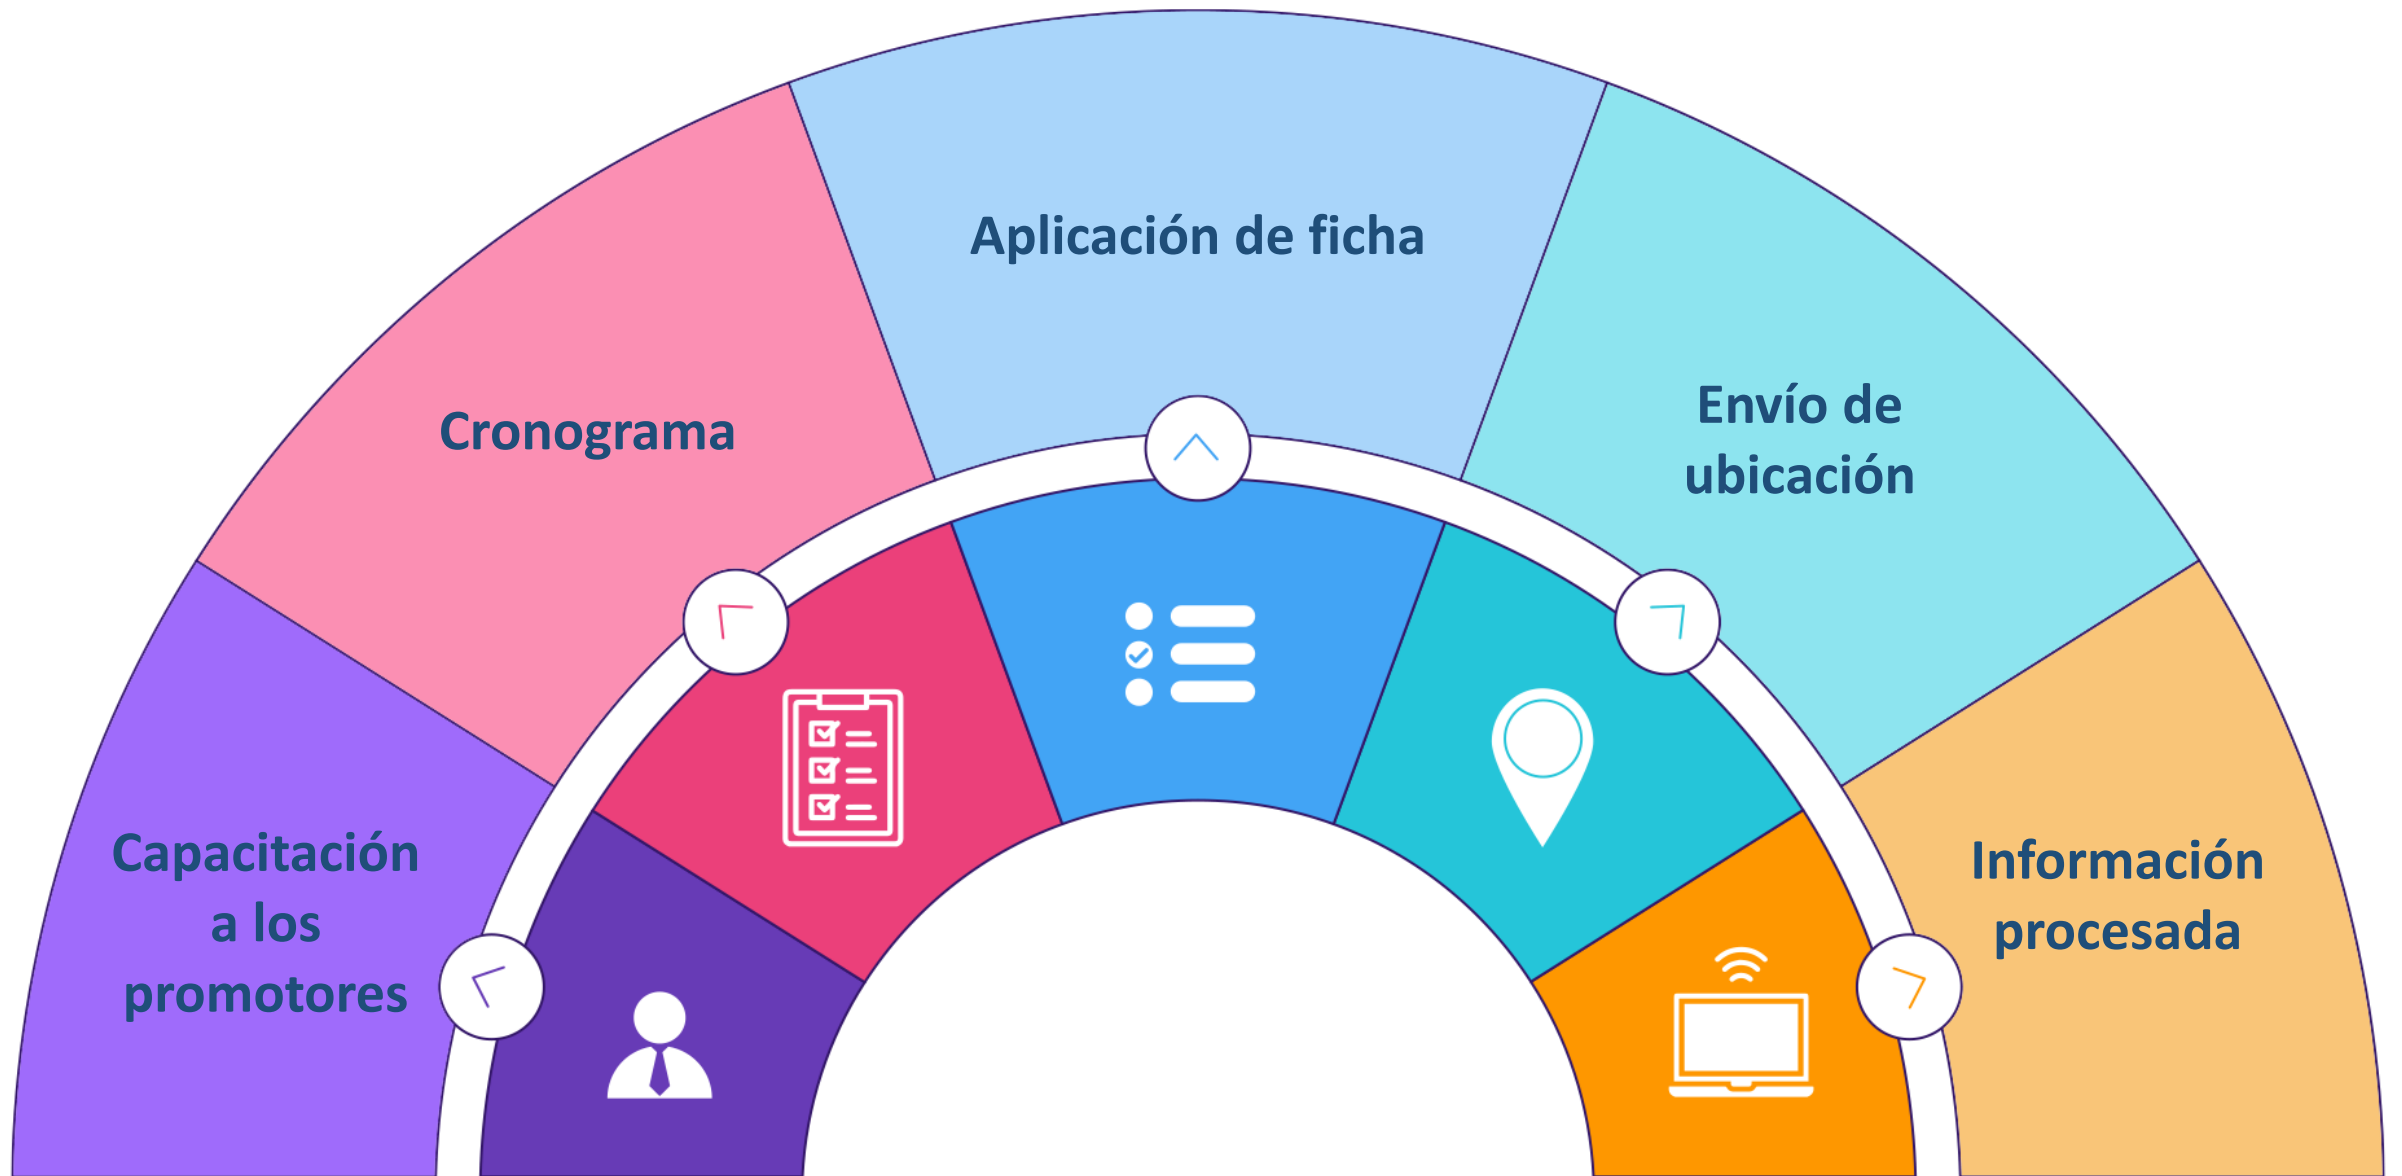 Capacitación
a los
promotores
Cronograma
Aplicación de ficha
Envío de
ubicación
Información
procesada